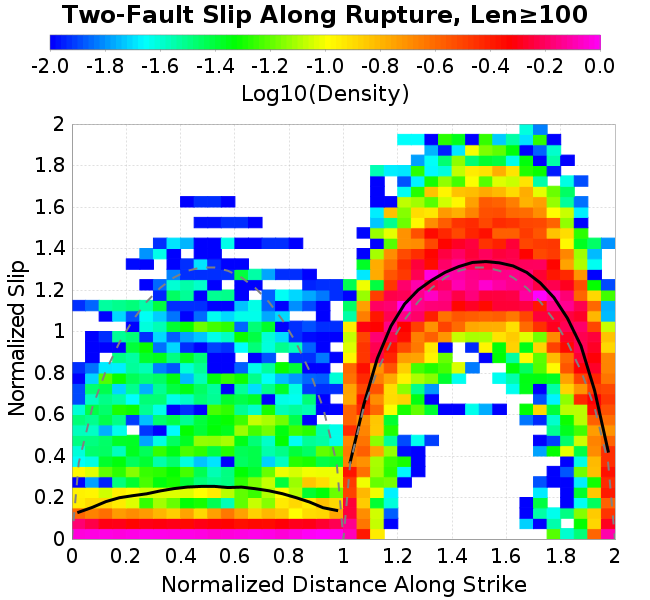 Two-Fault Slip Along Rupture, Len≥100
-2.0 -1.8 -1.6 -1.4 -1.2 -1.0 -0.8 -0.6 -0.4 -0.2 0.0
Log10(Density)
2
1.8
1.6
1.4
1.2
1
0.8
0.6
0.4
0.2
0
Normalized Slip
0 0.2 0.4 0.6 0.8 1 1.2 1.4 1.6 1.8 2
Normalized Distance Along Strike